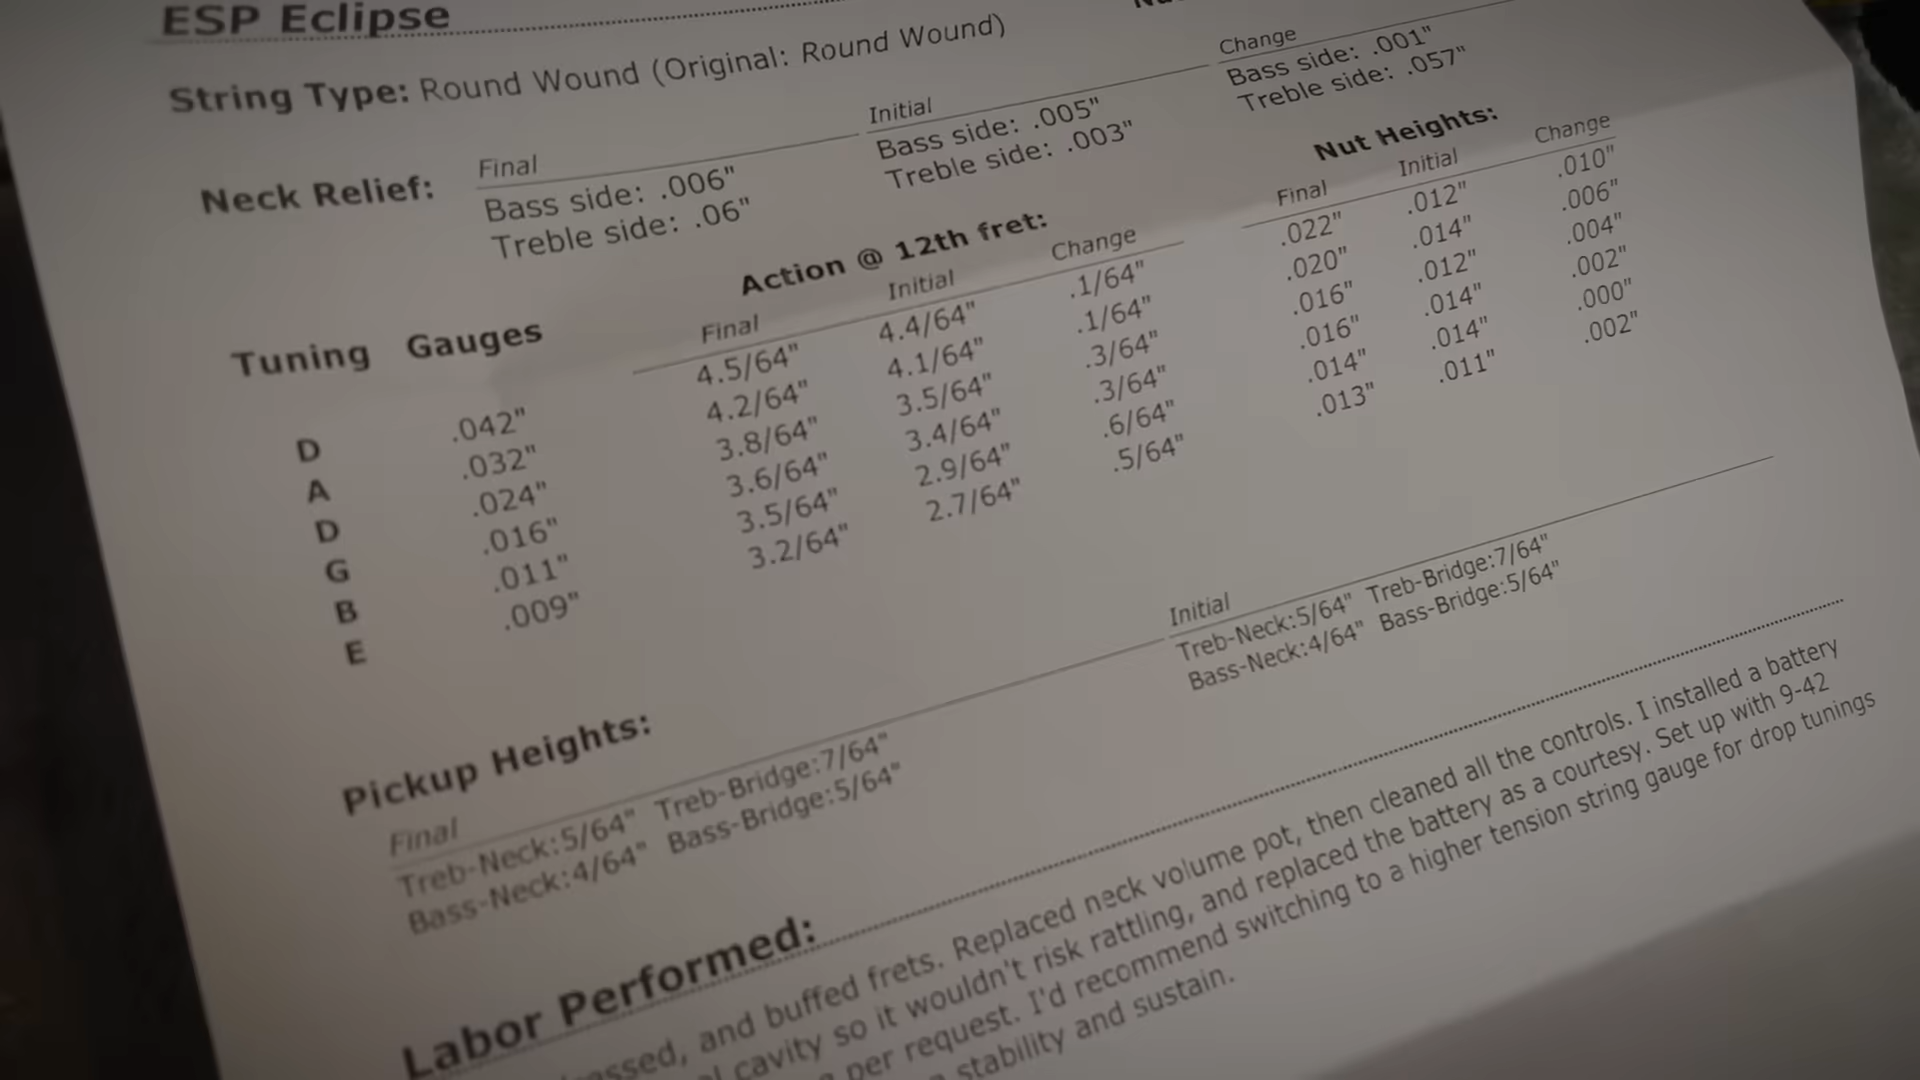 ESP Eclipse
String Type: Round Wound (Original: Round Wound)
Neck Relief:
Final
Bass side: .006"
Treble side: .06"
Initial
Bass side: .005"
Treble side: .003"
Change
Bass side: .001"
Treble side: .057"
Action @ 12th fret:
Nut Heights:
Tuning Gauges Final Initial Change Final Initial Change
D .042" 4.5/64" 4.4/64" .1/64" .022" .012" .010"
A .032" 4.2/64" 4.1/64" .1/64" .020" .014" .006"
D .024" 3.8/64" 3.5/64" .3/64" .016" .012" .004"
G .016" 3.6/64" 3.4/64" .3/64" .016" .014" .002"
B .011" 3.5/64" 2.9/64" .6/64" .014" .014" .000"
E .009" 3.2/64" 2.7/64" .5/64" .013" .011" .002"
Pickup Heights:
Final
Treb-Neck:5/64" Treb-Bridge:7/64"
Bass-Neck:4/64" Bass-Bridge:5/64"
Initial
Treb-Neck:5/64" Treb-Bridge:7/64"
Bass-Neck:4/64" Bass-Bridge:5/64"
Labor Performed:
and buffed frets. Replaced neck volume pot, then cleaned all the controls. I installed a battery
cavity so it wouldn't risk rattling, and replaced the battery as a courtesy. Set up with 9-42
per request. I'd recommend switching to a higher tension string gauge for drop tunings
stability and sustain.